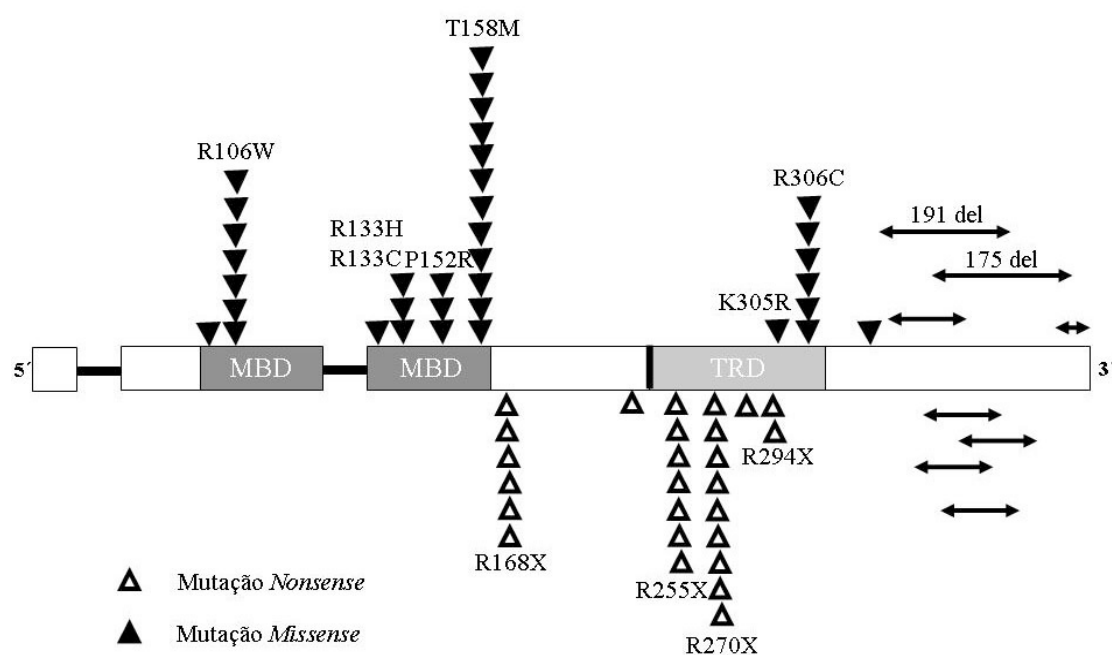 T158M
R106W
R306C
R133H
191 del
R133C P152R
175 del
K305R
5´ MBD MBD TRD 3´
R294X
R168X
R255X
Mutação Nonsense
Mutação Missense
R270X